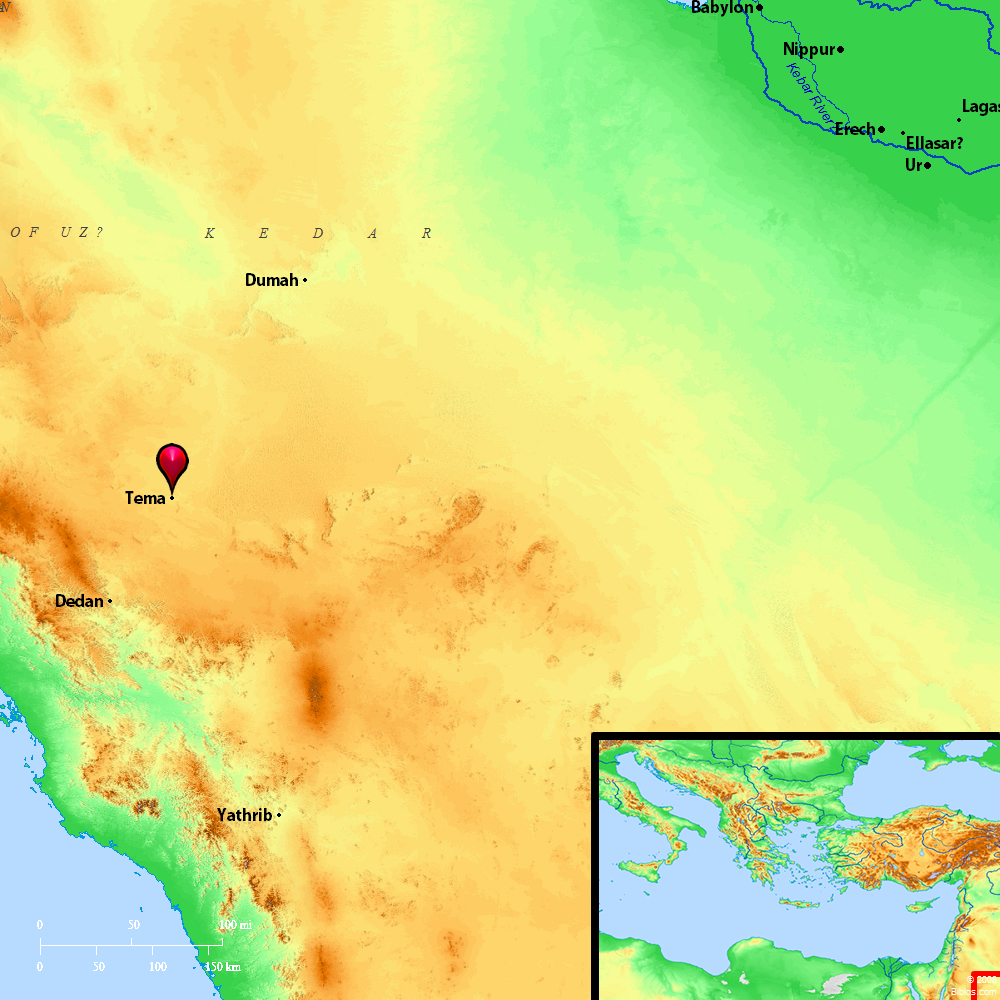 N
Babylon
Nippur
Kebar River
Lagas
Erech
Ellasar?
Ur
OF UZ?
KEDAR
Dumah
Tema
Dedan
Yathrib
0 50 100 mi
0 50 100 150 km